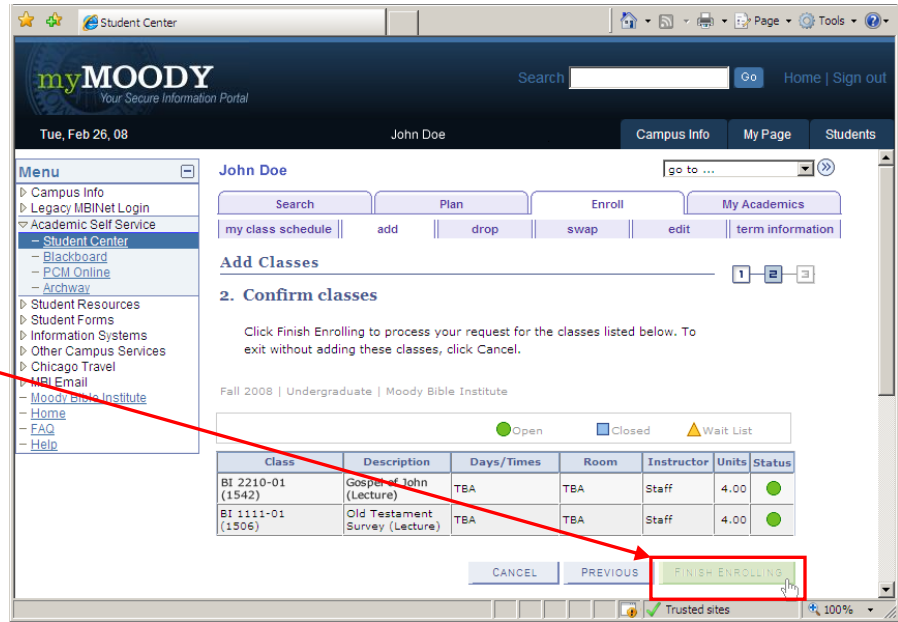 Student Center
Page
Tools
myMOODY
Your Secure Information Portal
Search
Go
Home | Sign out
Tue, Feb 26, 08
John Doe
Campus Info
My Page
Students
Menu
Campus Info
Legacy MBINet Login
Academic Self Service
– Student Center
– Blackboard
– PCM Online
– Archway
Student Resources
Student Forms
Information Systems
Other Campus Services
Chicago Travel
MBI Email
– Moody Bible Institute
– Home
– FAQ
– Help
John Doe
go to ...
Search
Plan
Enroll
My Academics
my class schedule
add
drop
swap
edit
term information
Add Classes
1 2 3
2. Confirm classes
Click Finish Enrolling to process your request for the classes listed below. To
exit without adding these classes, click Cancel.
Fall 2008 | Undergraduate | Moody Bible Institute
Open Closed Wait List
Class Description Days/Times Room Instructor Units Status
BI 2210-01
(1542)
Gospel of John
(Lecture)
TBA TBA Staff 4.00
BI 1111-01
(1506)
Old Testament
Survey (Lecture)
TBA TBA Staff 4.00
CANCEL
PREVIOUS
FINISH ENROLLING
Trusted sites
100%